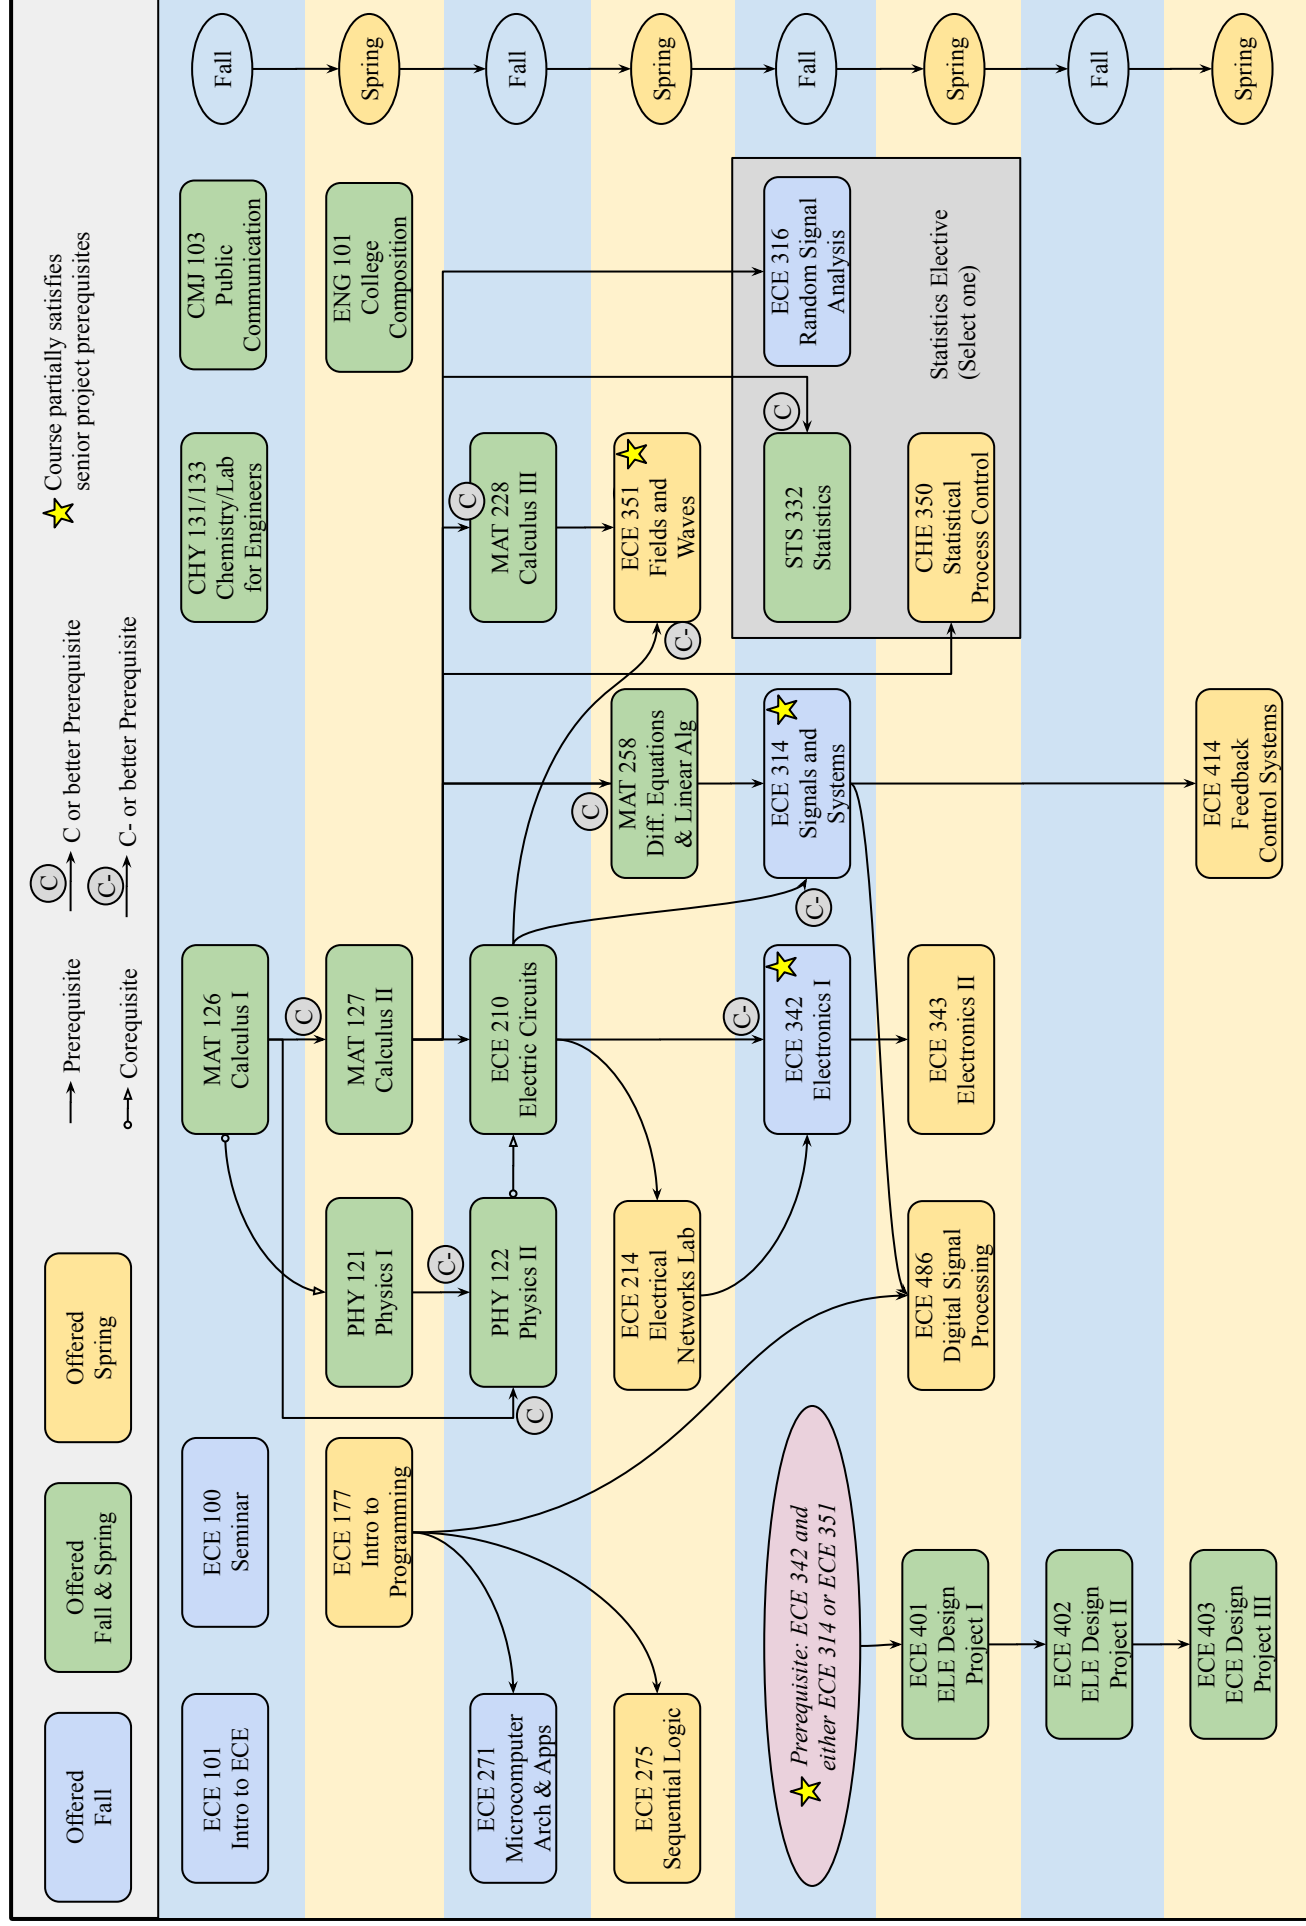 Offered
Fall
Offered
Fall & Spring
Offered
Spring
Prerequisite
Corequisite
C
C or better Prerequisite
C-
C- or better Prerequisite
Course partially satisfies
senior project prerequisites
ECE 101
Intro to ECE
ECE 100
Seminar
MAT 126
Calculus I
CHY 131/133
Chemistry/Lab
for Engineers
CMJ 103
Public
Communication
Fall
C
ECE 177
Intro to
Programming
PHY 121
Physics I
MAT 127
Calculus II
ENG 101
College
Composition
Spring
C-
C
ECE 271
Microcomputer
Arch & Apps
PHY 122
Physics II
ECE 210
Electric Circuits
MAT 228
Calculus III
Fall
C
C
ECE 275
Sequential Logic
ECE 214
Electrical
Networks Lab
MAT 258
Diff. Equations
& Linear Alg
ECE 351
Fields and
Waves
Spring
C-
C-
Prerequisite: ECE 342 and
either ECE 314 or ECE 351
ECE 342
Electronics I
C-
ECE 314
Signals and
Systems
C
STS 332
Statistics
ECE 316
Random Signal
Analysis
Fall
ECE 401
ELE Design
Project I
ECE 486
Digital Signal
Processing
ECE 343
Electronics II
CHE 350
Statistical
Process Control
Statistics Elective
(Select one)
Spring
ECE 402
ELE Design
Project II
Fall
ECE 403
ECE Design
Project III
ECE 414
Feedback
Control Systems
Spring